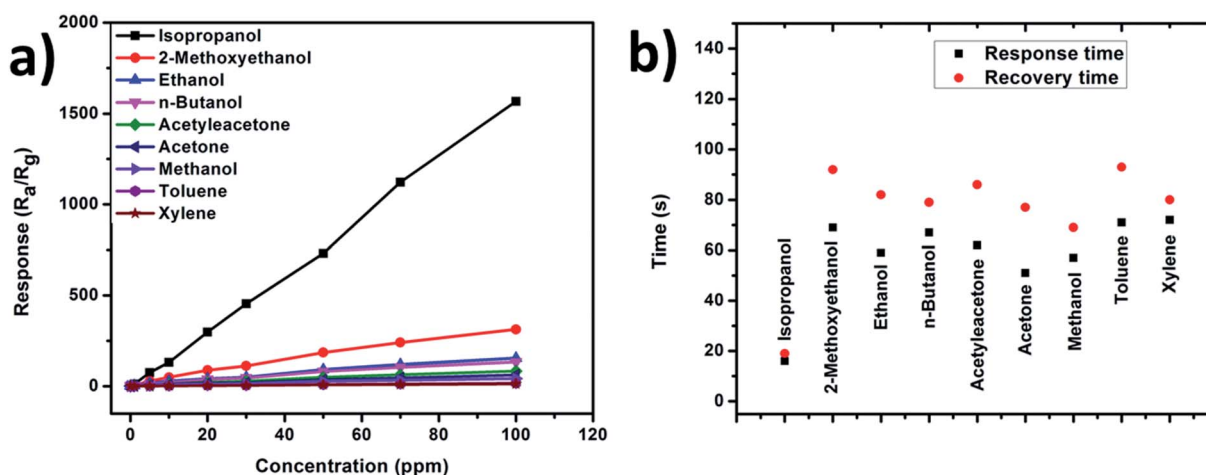 a)
Response (Ra/Rg)
2000
1500
1000
500
0
Isopropanol
2-Methoxyethanol
Ethanol
n-Butanol
Acetyleacetone
Acetone
Methanol
Toluene
Xylene
0 20 40 60 80 100 120
Concentration (ppm)
b)
Time (s)
140
120
100
80
60
40
20
0
Response time
Recovery time
Isopropanol
2-Methoxyethanol
Ethanol
n-Butanol
Acetyleacetone
Acetone
Methanol
Toluene
Xylene